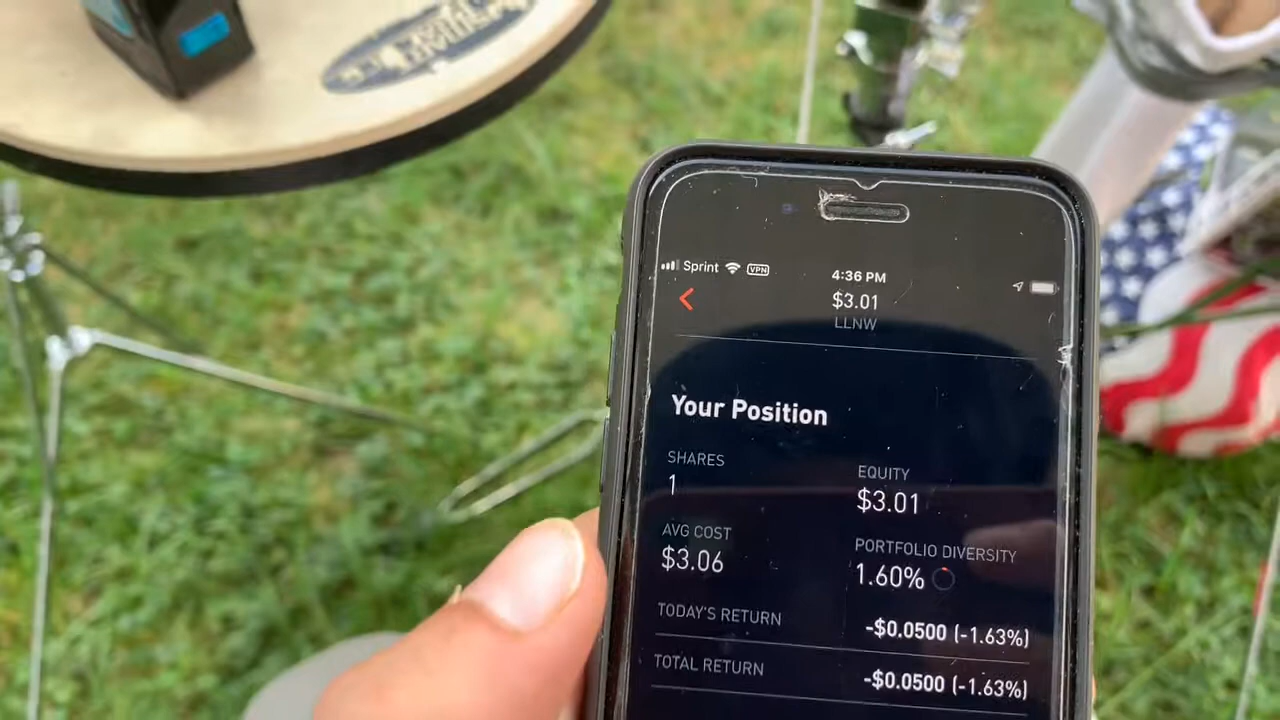 Sprint VPN 4:36 PM
$3.01
LLNW
Your Position
SHARES
1
EQUITY
$3.01
AVG COST
$3.06
PORTFOLIO DIVERSITY
1.60%
TODAY'S RETURN -$0.0500 (-1.63%)
TOTAL RETURN -$0.0500 (-1.63%)